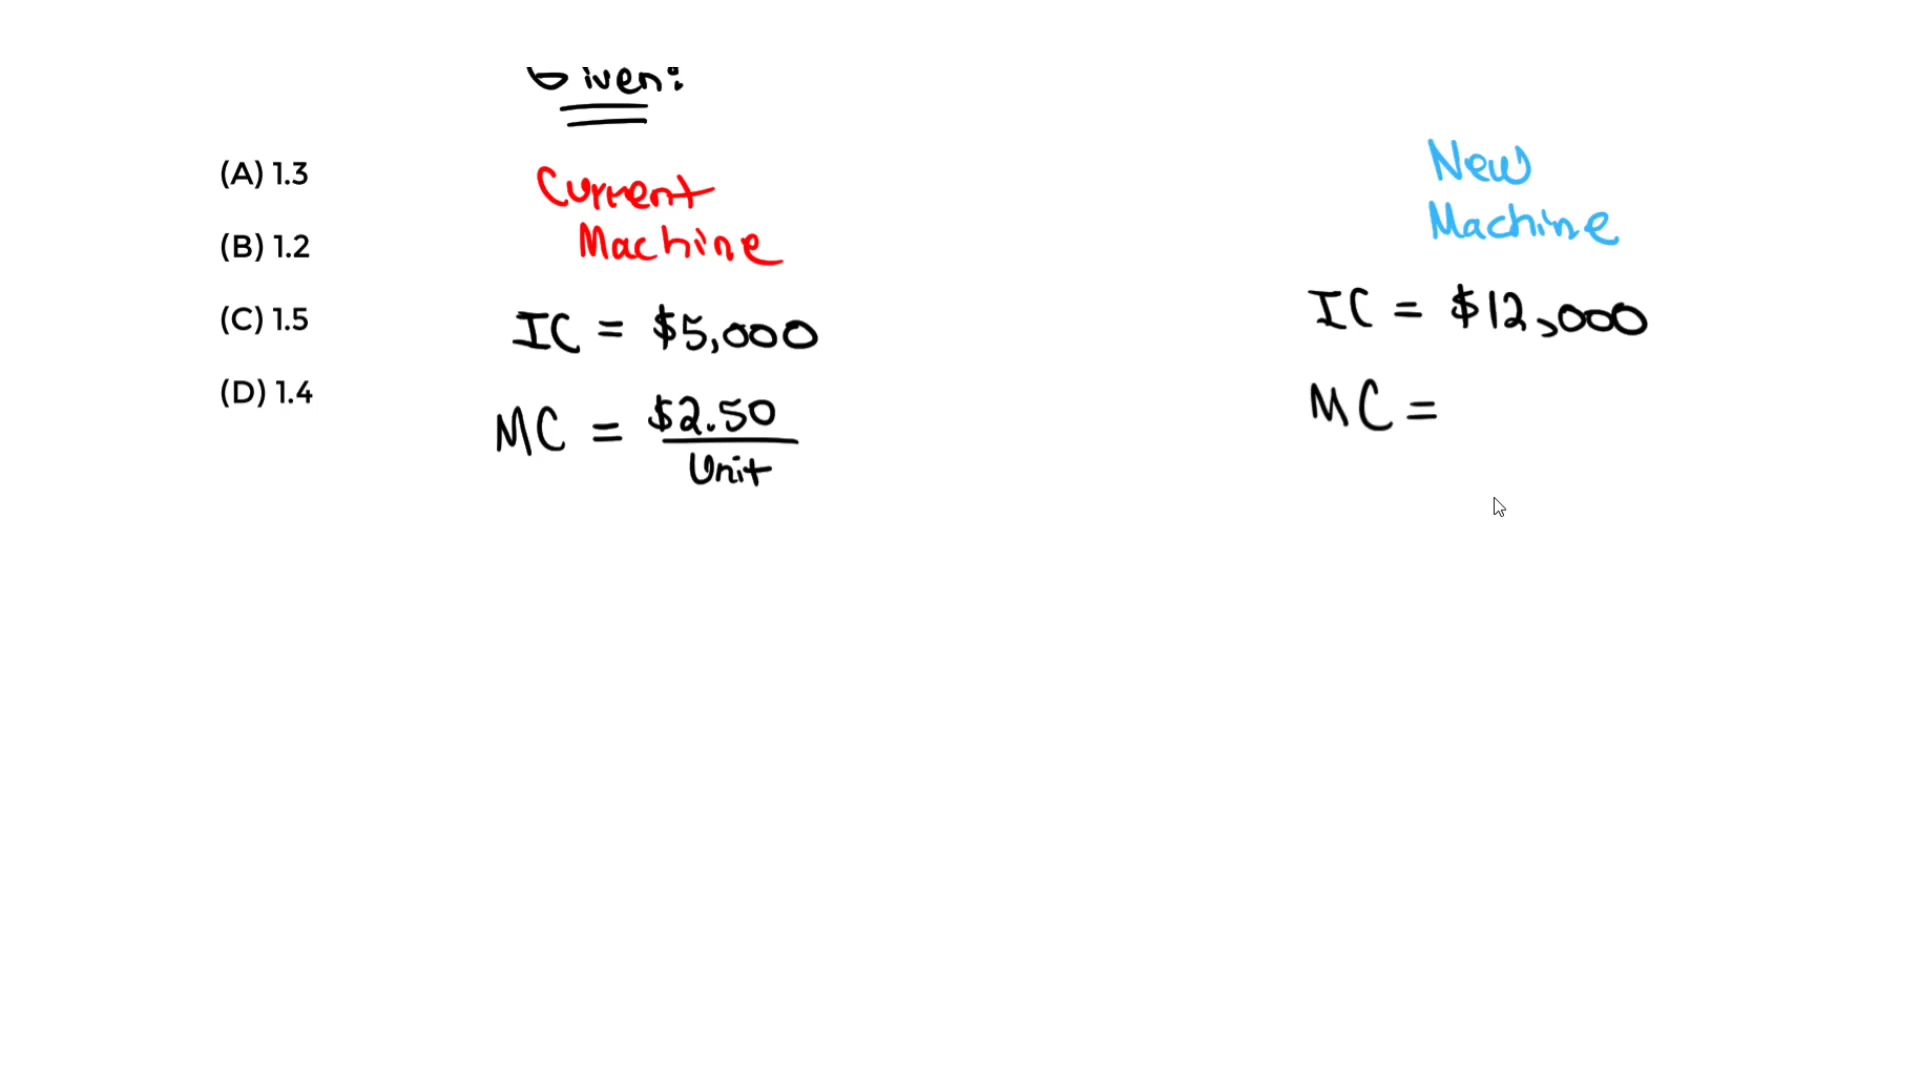 Given:
(A) 1.3
(B) 1.2
(C) 1.5
(D) 1.4
Current
Machine
IC = $5,000
MC = $2.50
Unit
New
Machine
IC = $12,000
MC =